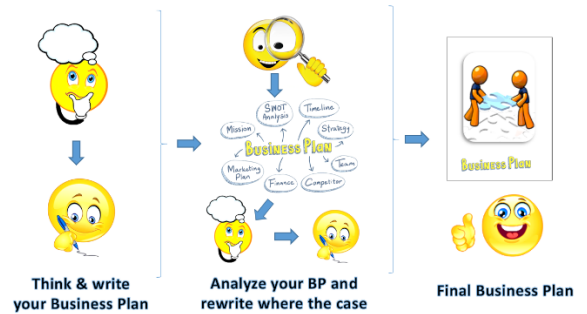 SWOT
Analysis
Timeline
Mission
Strategy
BUSINESS PLAN
Marketing
Plan
Team
Finance
Competitor
BUSINESS PLAN
Think & write
your Business Plan
Analyze your BP and
rewrite where the case
Final Business Plan